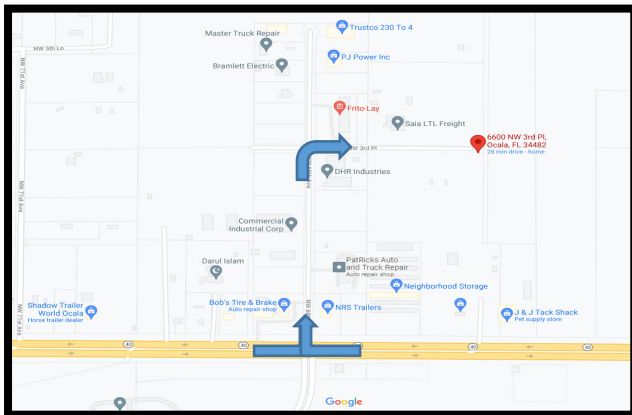 Trustco 230 To 4
Master Truck Repair
NW 5th Ln
PJ Power Inc
Bramlett Electric
NW 71st Ave
Frito-Lay
Saia LTL Freight
6600 NW 3rd Pl,
Ocala, FL 34482
28 min drive - home
NW 3rd Pl
DHR Industries
NW 71st Ave
Commercial
Industrial Corp
PatRicks Auto
and Truck Repair
Auto repair shop
Darul Islam
Neighborhood Storage
Shadow Trailer
World Ocala
Horse trailer dealer
Bob's Tire & Brake
Auto repair shop
NRS Trailers
J & J Tack Shack
Pet supply store
NW 71st Ave
40
40
40
40
40
Google